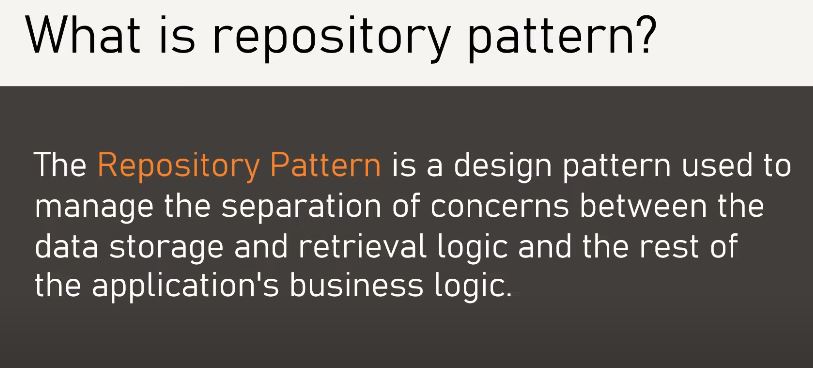 What is repository pattern?
The Repository Pattern is a design pattern used to
manage the separation of concerns between the
data storage and retrieval logic and the rest of
the application's business logic.